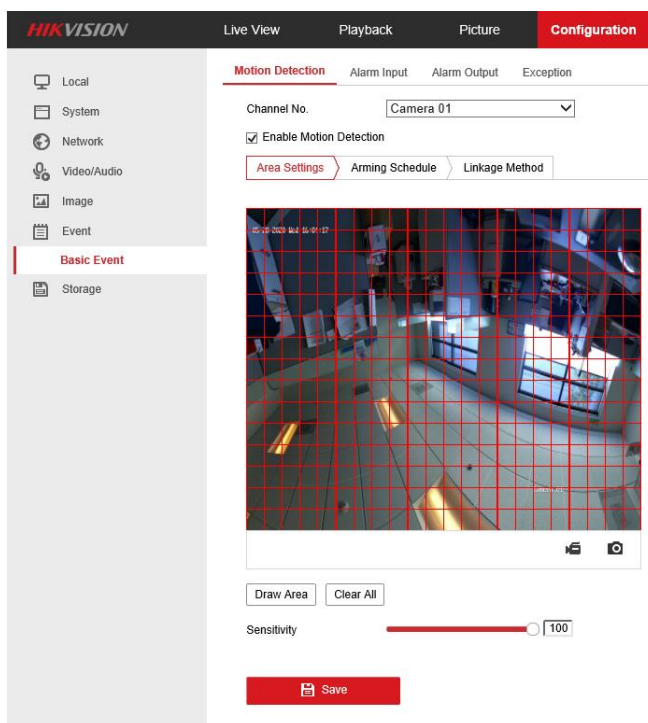 HIKVISION
Live View Playback Picture Configuration
Local
System
Network
Video/Audio
Image
Event
Basic Event
Storage
Motion Detection Alarm Input Alarm Output Exception
Channel No. Camera 01
Enable Motion Detection
Area Settings Arming Schedule Linkage Method
Draw Area Clear All
Sensitivity 100
Save